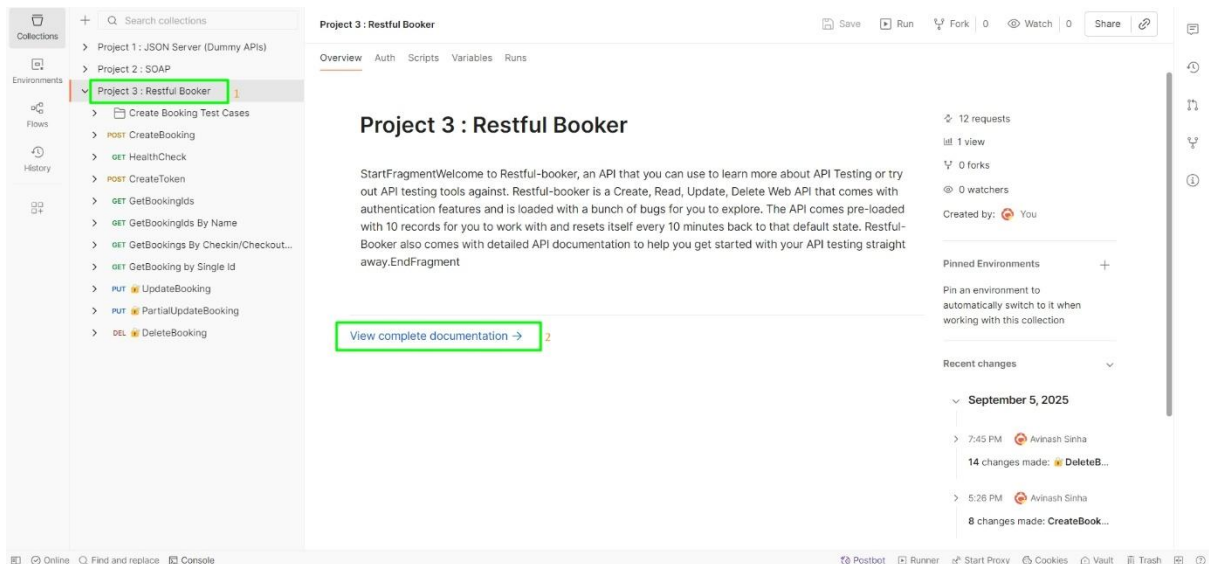 Collections
Environments
Flows
History
+ Search collections
Project 1 : JSON Server (Dummy APIs)
Project 2 : SOAP
Project 3 : Restful Booker 1
Create Booking Test Cases
POST CreateBooking
GET HealthCheck
POST CreateToken
GET GetBookingIds
GET GetBookingIds By Name
GET GetBookings By Checkin/Checkout...
GET GetBooking by Single Id
PUT UpdateBooking
PUT PartialUpdateBooking
DEL DeleteBooking
Project 3 : Restful Booker
Save Run Fork 0 Watch 0 Share
Overview Auth Scripts Variables Runs
Project 3 : Restful Booker
StartFragmentWelcome to Restful-booker, an API that you can use to learn more about API Testing or try
out API testing tools against. Restful-booker is a Create, Read, Update, Delete Web API that comes with
authentication features and is loaded with a bunch of bugs for you to explore. The API comes pre-loaded
with 10 records for you to work with and resets itself every 10 minutes back to that default state. Restful-
Booker also comes with detailed API documentation to help you get started with your API testing straight
away.EndFragment
View complete documentation → 2
12 requests
1 view
0 forks
0 watchers
Created by: You
Pinned Environments +
Pin an environment to
automatically switch to it when
working with this collection
Recent changes
September 5, 2025
7:45 PM Avinash Sinha
14 changes made: DeleteB...
5:26 PM Avinash Sinha
8 changes made: CreateBook...
Online Find and replace Console
Postbot Runner Start Proxy Cookies Vault Trash